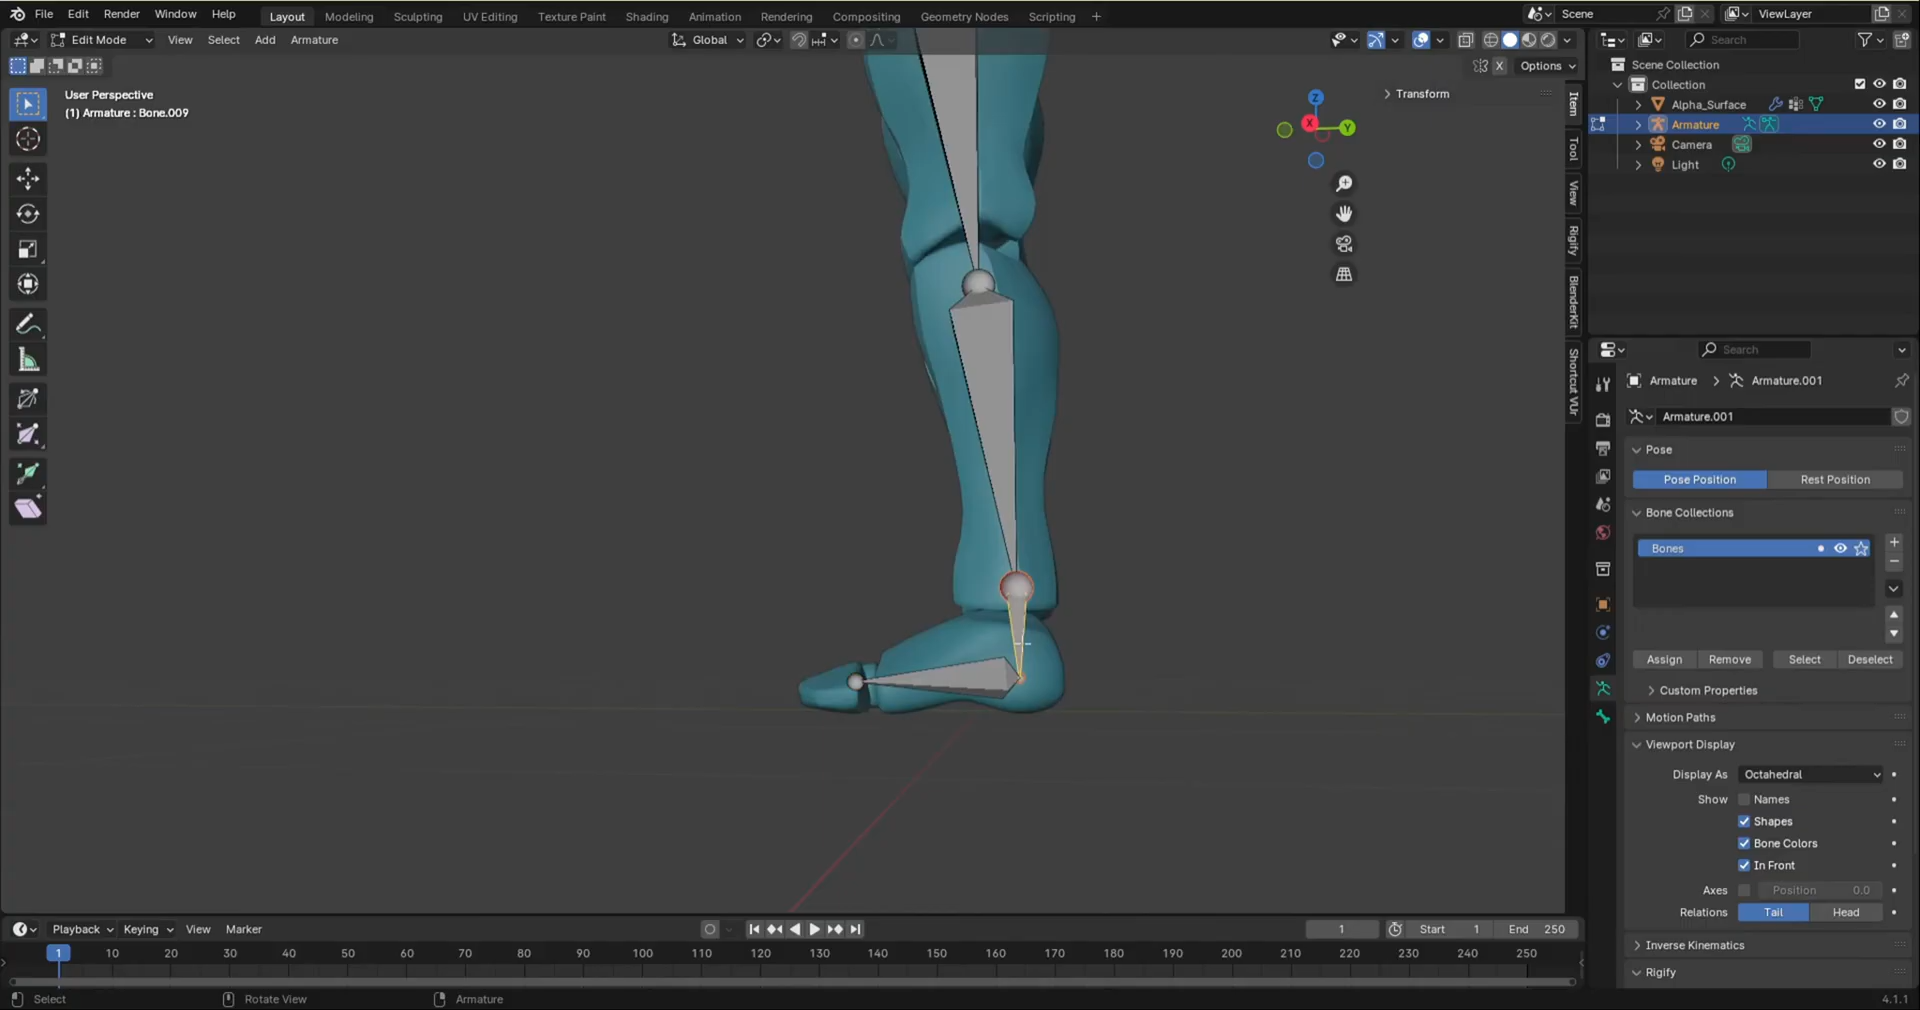 File Edit Render Window Help Layout Modeling Sculpting UV Editing Texture Paint Shading Animation Rendering Compositing Geometry Nodes Scripting + Scene ViewLayer
Edit Mode View Select Add Armature Global Search
X Options
Scene Collection
Collection
User Perspective
(1) Armature : Bone.009
Transform
Alpha_Surface
Armature
Camera
Light
Z
X
Y
Item
Tool
View
Rigify
BlenderKit
Shortcut VUr
Search
Armature > Armature.001
Armature.001
Pose
Pose Position Rest Position
Bone Collections
Bones
Assign Remove Select Deselect
Custom Properties
Motion Paths
Viewport Display
Display As Octahedral
Show Names
Shapes
Bone Colors
In Front
Axes Position 0.0
Relations Tail Head
Inverse Kinematics
Rigify
Playback Keying View Marker 1 Start 1 End 250
1 10 20 30 40 50 60 70 80 90 100 110 120 130 140 150 160 170 180 190 200 210 220 230 240 250
Select Rotate View Armature 4.1.1